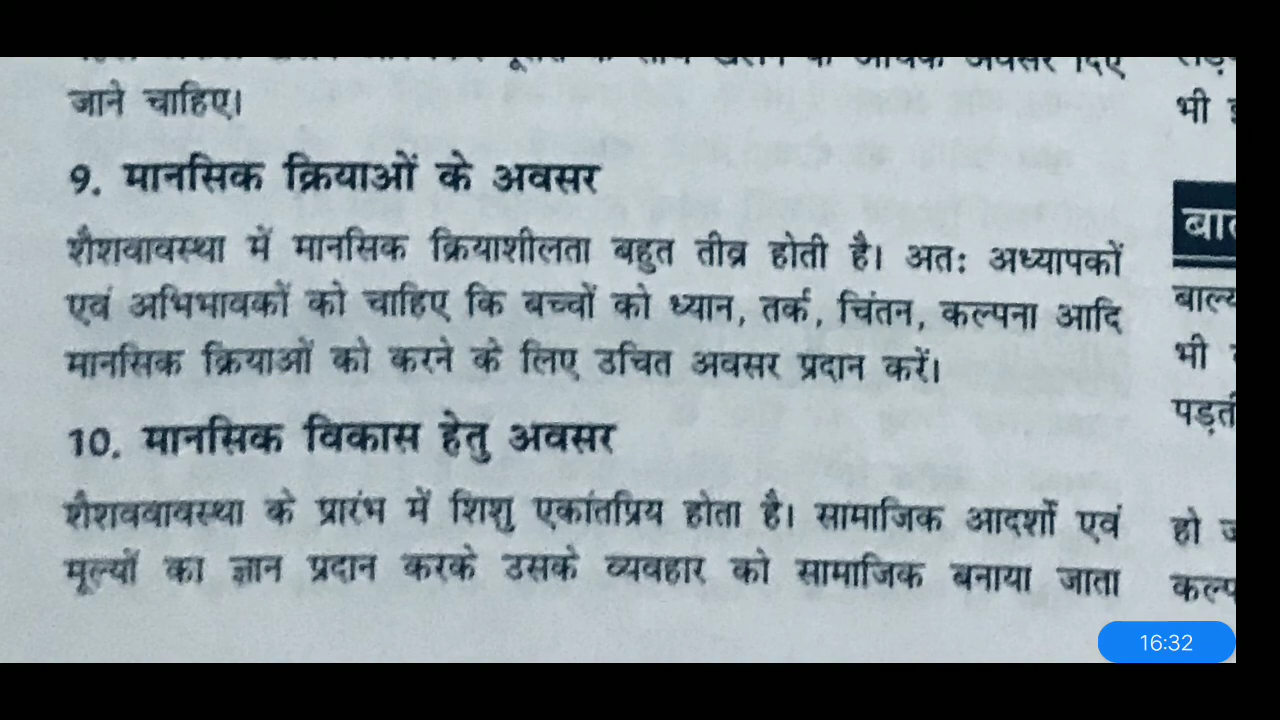 अवसर दिए
जाने चाहिए।
9. मानसिक क्रियाओं के अवसर
शैशवावस्था में मानसिक क्रियाशीलता बहुत तीव्र होती है। अतः अध्यापकों
एवं अभिभावकों को चाहिए कि बच्चों को ध्यान, तर्क, चिंतन, कल्पना आदि
मानसिक क्रियाओं को करने के लिए उचित अवसर प्रदान करें।
10. मानसिक विकास हेतु अवसर
शैशववावस्था के प्रारंभ में शिशु एकांतप्रिय होता है। सामाजिक आदर्शों एवं
मूल्यों का ज्ञान प्रदान करके उसके व्यवहार को सामाजिक बनाया जाता
भी
भी
पड़ती
हो
16:32